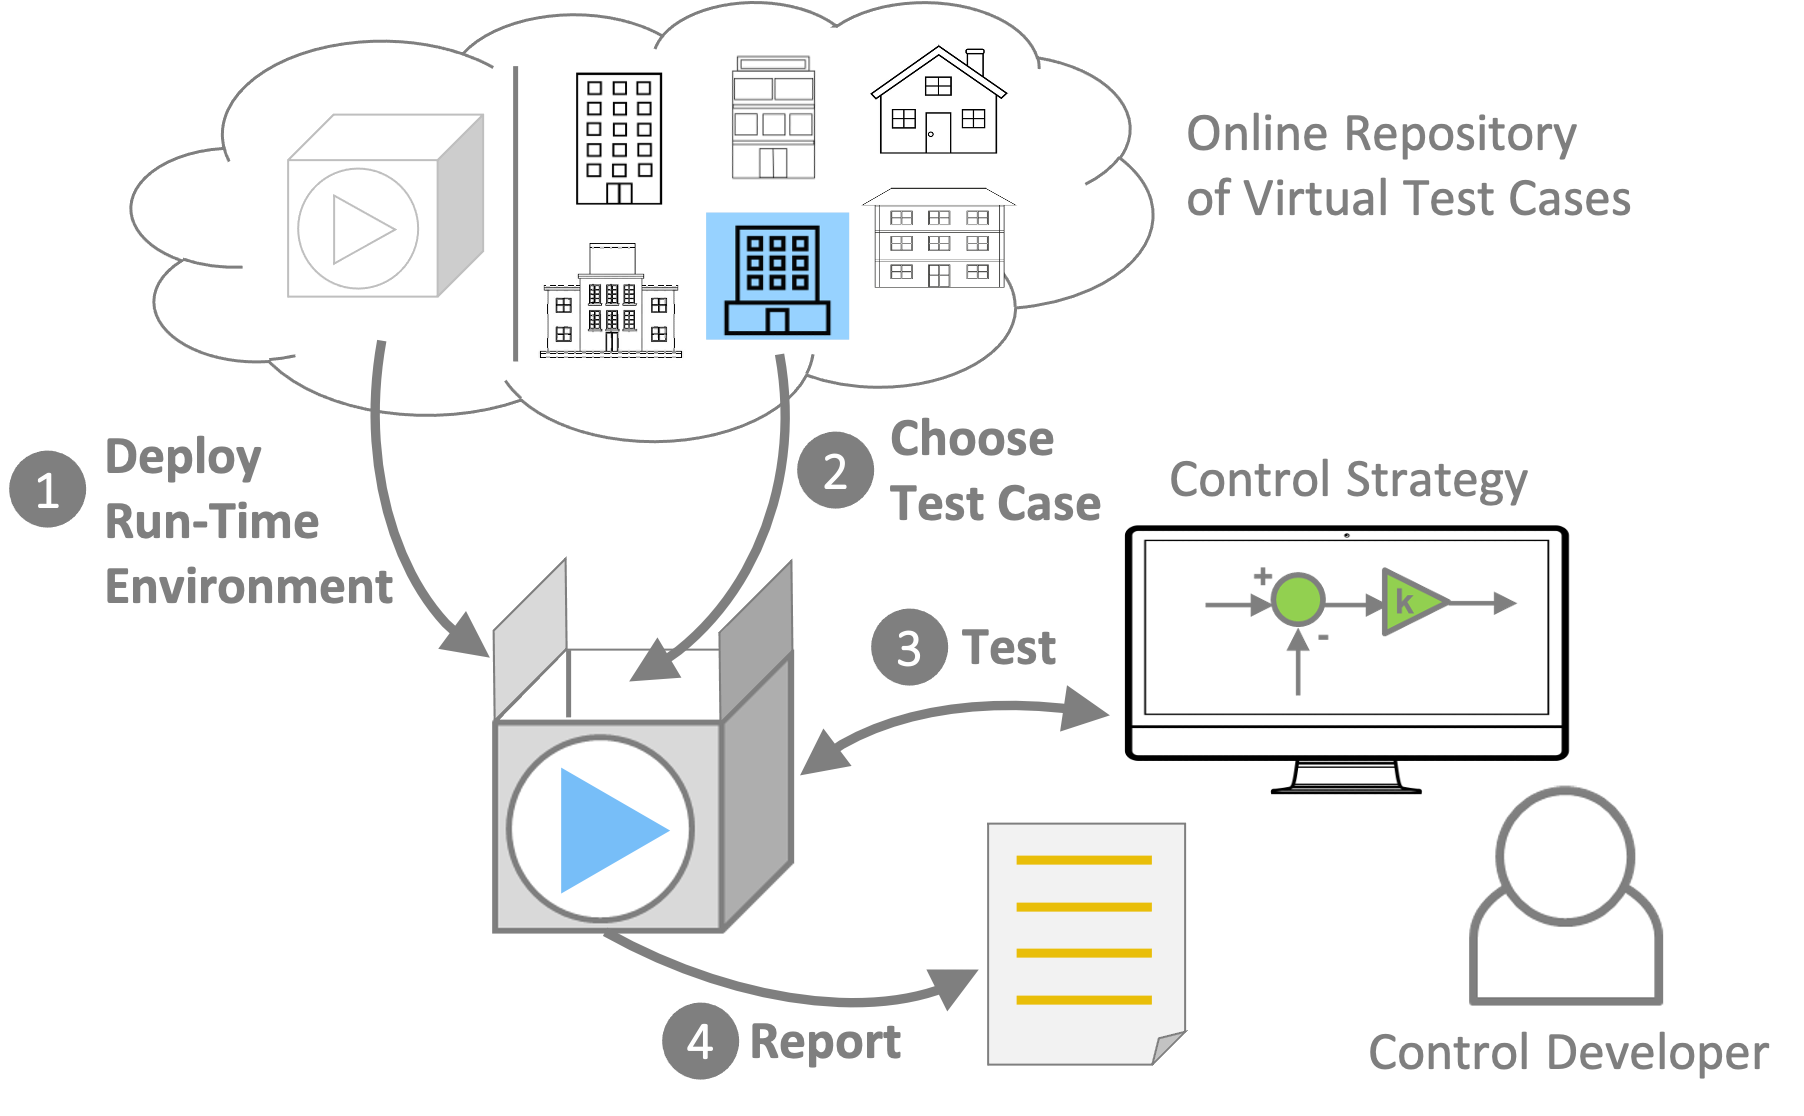 Online Repository
of Virtual Test Cases
1
Deploy
Run-Time
Environment
2
Choose
Test Case
Control Strategy
+
k
-
3 Test
4 Report
Control Developer